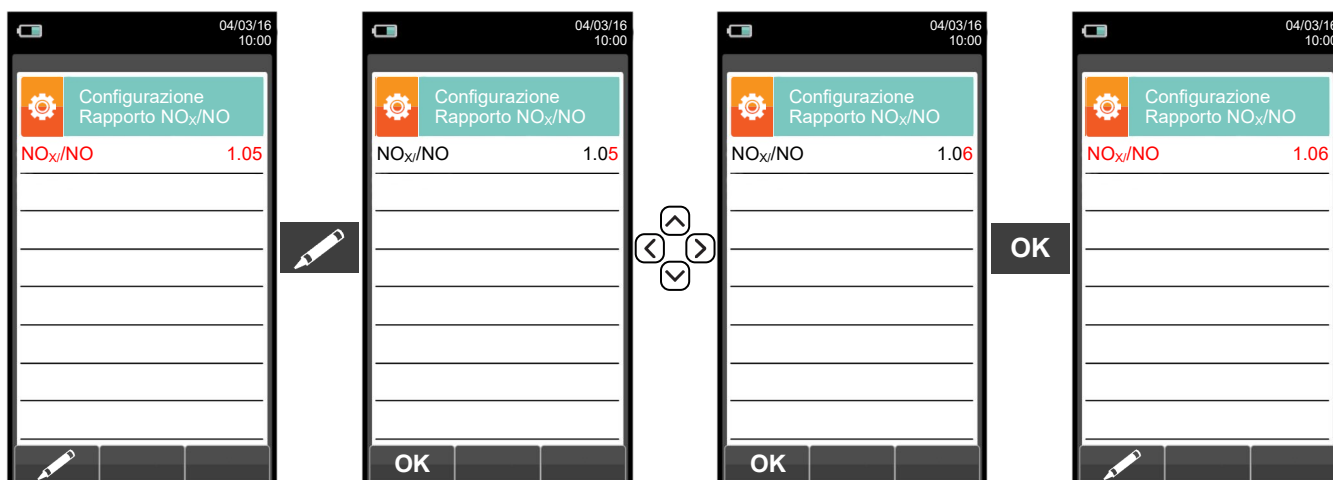 04/03/16
10:00
Configurazione
Rapporto NOX/NO
NOX//NO 1.05
04/03/16
10:00
Configurazione
Rapporto NOX/NO
NOX//NO 1.05
OK
04/03/16
10:00
Configurazione
Rapporto NOX/NO
NOX//NO 1.06
OK
OK
04/03/16
10:00
Configurazione
Rapporto NOX/NO
NOX//NO 1.06